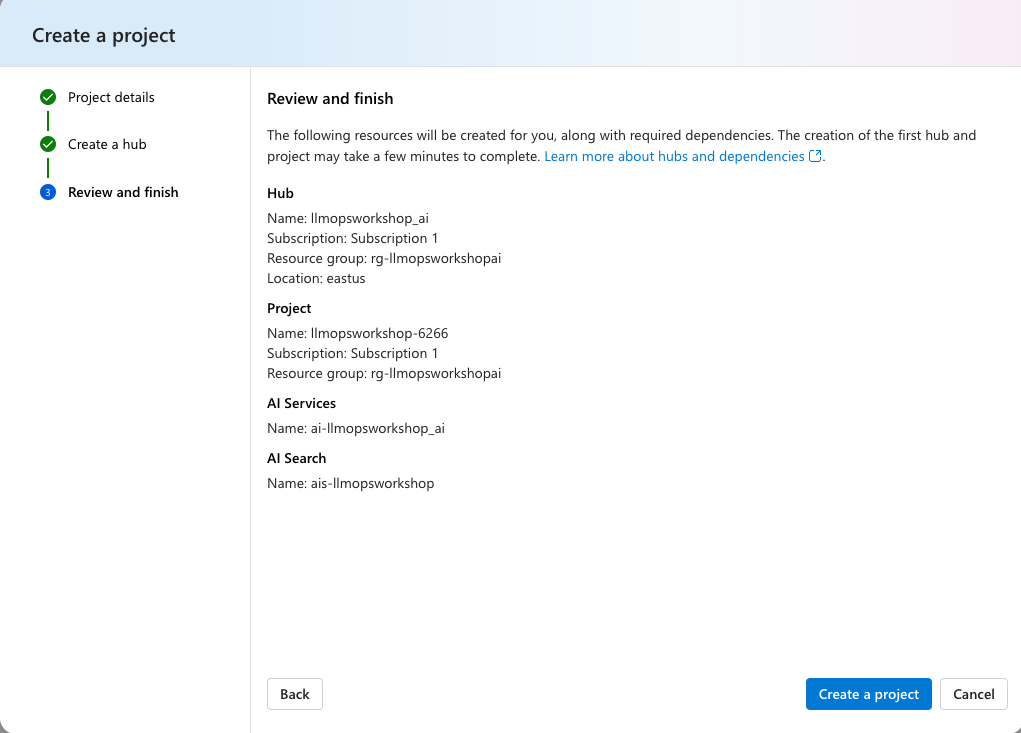 Create a project
Project details
Create a hub
3
Review and finish
Review and finish
The following resources will be created for you, along with required dependencies. The creation of the first hub and
project may take a few minutes to complete. Learn more about hubs and dependencies.
Hub
Name: llmopsworkshop_ai
Subscription: Subscription 1
Resource group: rg-llmopsworkshopai
Location: eastus
Project
Name: llmopsworkshop-6266
Subscription: Subscription 1
Resource group: rg-llmopsworkshopai
AI Services
Name: ai-llmopsworkshop_ai
AI Search
Name: ais-llmopsworkshop
Back
Create a project
Cancel